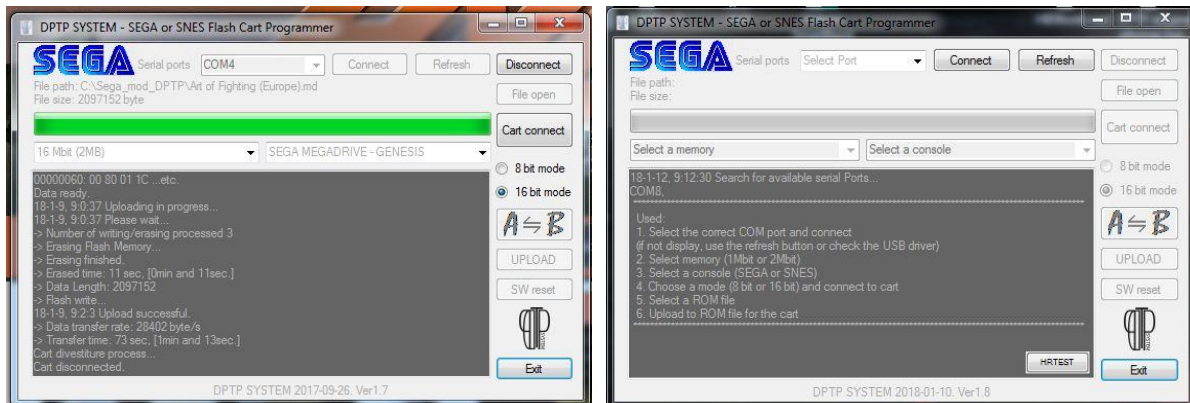 DPTP SYSTEM - SEGA or SNES Flash Cart Programmer
SEGA Serial ports COM4 Connect Refresh Disconnect
File path: C:\Sega_mod_DPTP\Art of Fighting (Europe).md
File size: 2097152 byte
File open
Cart connect
16 Mbit (2MB) SEGA MEGADRIVE - GENESIS
8 bit mode
16 bit mode
A⇋B
UPLOAD
SW reset
Exit
00000060: 00 80 01 1C ...etc.
Data ready.
18-1-9, 9:0:37 Uploading in progress...
18-1-9, 9:0:37 Please wait...
-> Number of writing/erasing processed 3
-> Erasing Flash Memory...
-> Erasing finished.
-> Erased time: 11 sec, [0min and 11sec.]
-> Data Length: 2097152
-> Flash write...
18-1-9, 9:2:3 Upload successful.
-> Data transfer rate: 28402 byte/s
-> Transfer time: 73 sec, [1min and 13sec.]
Cart divestiture process...
Cart disconnected.
DPTP SYSTEM 2017-09-26. Ver1.7
DPTP SYSTEM - SEGA or SNES Flash Cart Programmer
SEGA Serial ports Select Port Connect Refresh Disconnect
File path:
File size:
File open
Cart connect
Select a memory Select a console
8 bit mode
16 bit mode
A⇋B
UPLOAD
SW reset
Exit
18-1-12, 9:12:30 Search for available serial Ports...
COM8,
Used:
1. Select the correct COM port and connect
(if not display, use the refresh button or check the USB driver)
2. Select memory (1Mbit or 2Mbit)
3. Select a console (SEGA or SNES)
4. Choose a mode (8 bit or 16 bit) and connect to cart
5. Select a ROM file
6. Upload to ROM file for the cart
HRTEST
DPTP SYSTEM 2018-01-10. Ver1.8